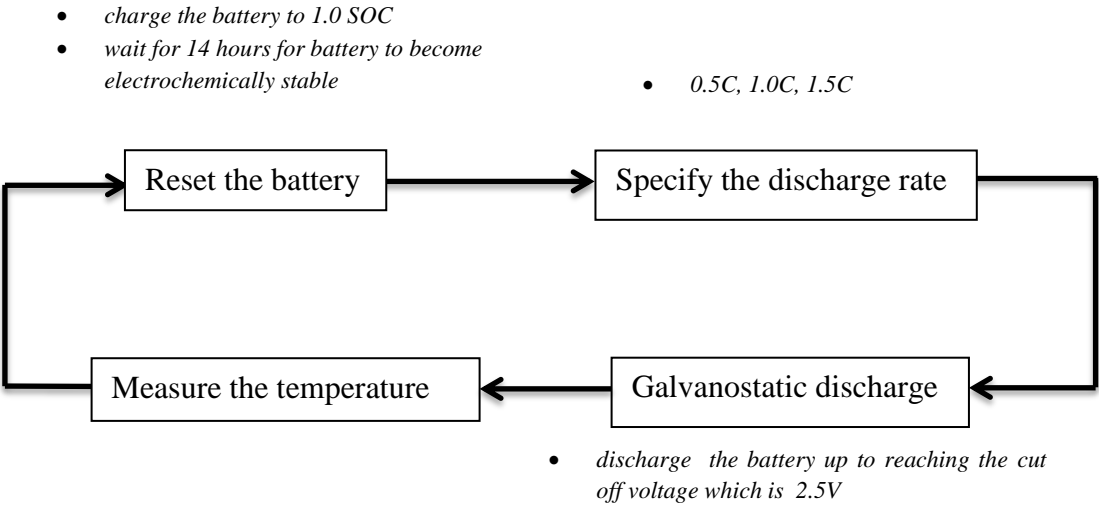 • charge the battery to 1.0 SOC
• wait for 14 hours for battery to become
electrochemically stable
• 0.5C, 1.0C, 1.5C
Reset the battery
Specify the discharge rate
Measure the temperature
Galvanostatic discharge
• discharge the battery up to reaching the cut
off voltage which is 2.5V